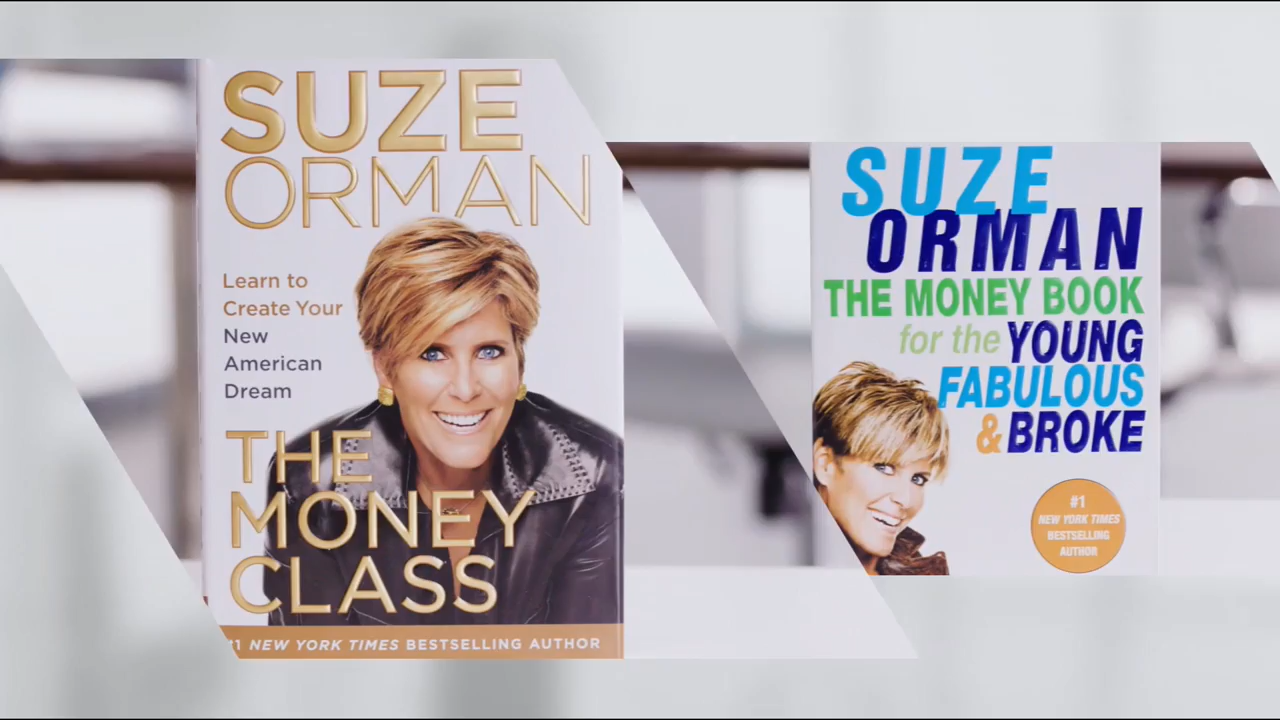 SUZE
ORMAN
Learn to
Create Your
New
American
Dream
THE
MONEY
CLASS
1 NEW YORK TIMES BESTSELLING AUTHOR
SUZE
ORMAN
THE MONEY BOOK
for the YOUNG
FABULOUS
& BROKE
#1
NEW YORK TIMES
BESTSELLING
AUTHOR